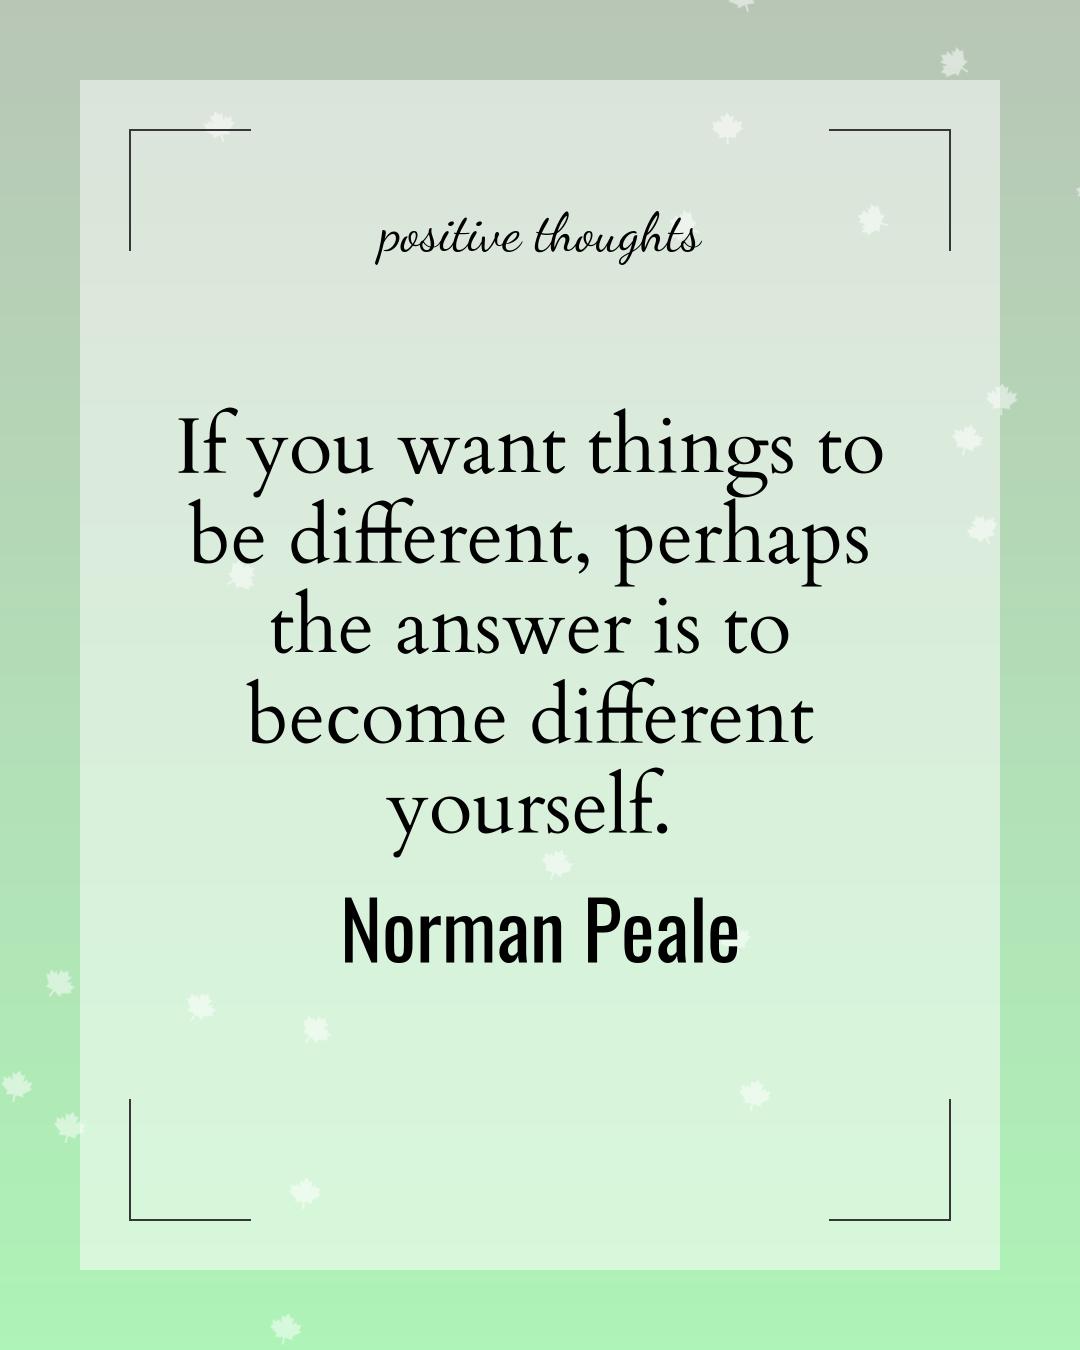 positive thoughts
If you want things to
be different, perhaps
the answer is to
become different
yourself.
Norman Peale